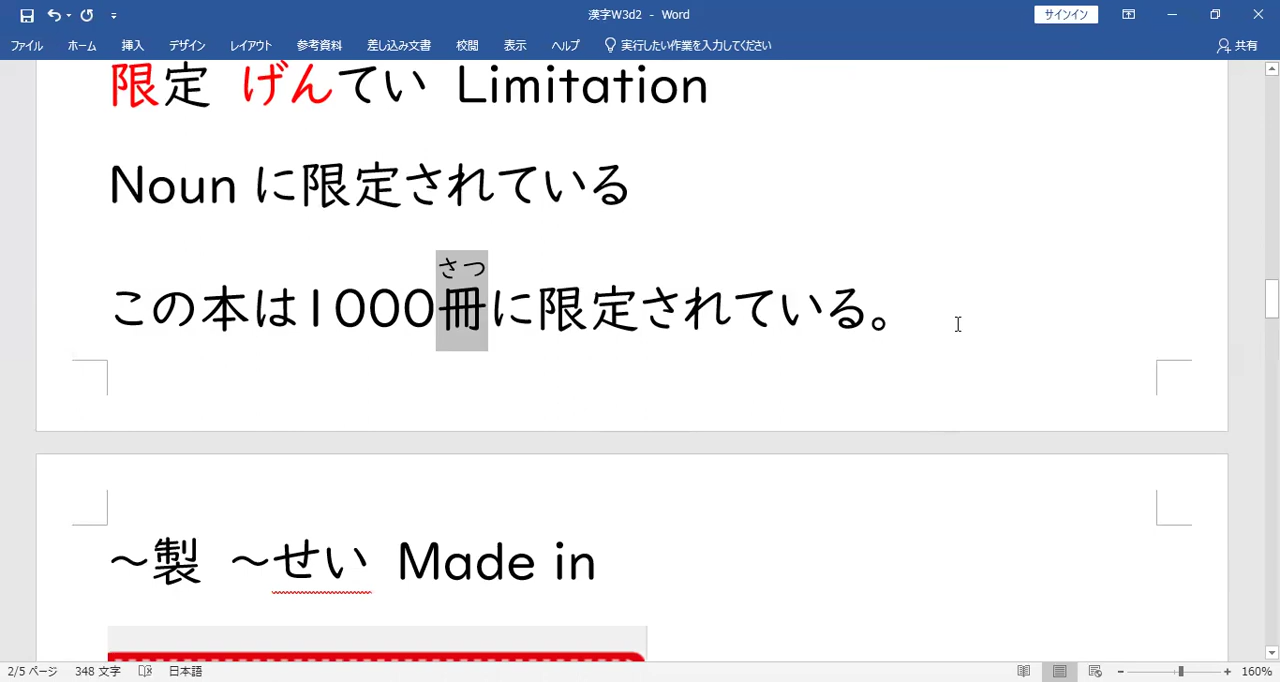 漢字W3d2 - Word
サインイン
ファイル ホーム 挿入 デザイン レイアウト 参考資料 差し込み文書 校閲 表示 ヘルプ 実行したい作業を入力してください 共有
限定 げんてい Limitation
Noun に限定されている
さつ
この本は1000冊に限定されている。
～製 ～せい Made in
2/5 ページ 348 文字 日本語 160%